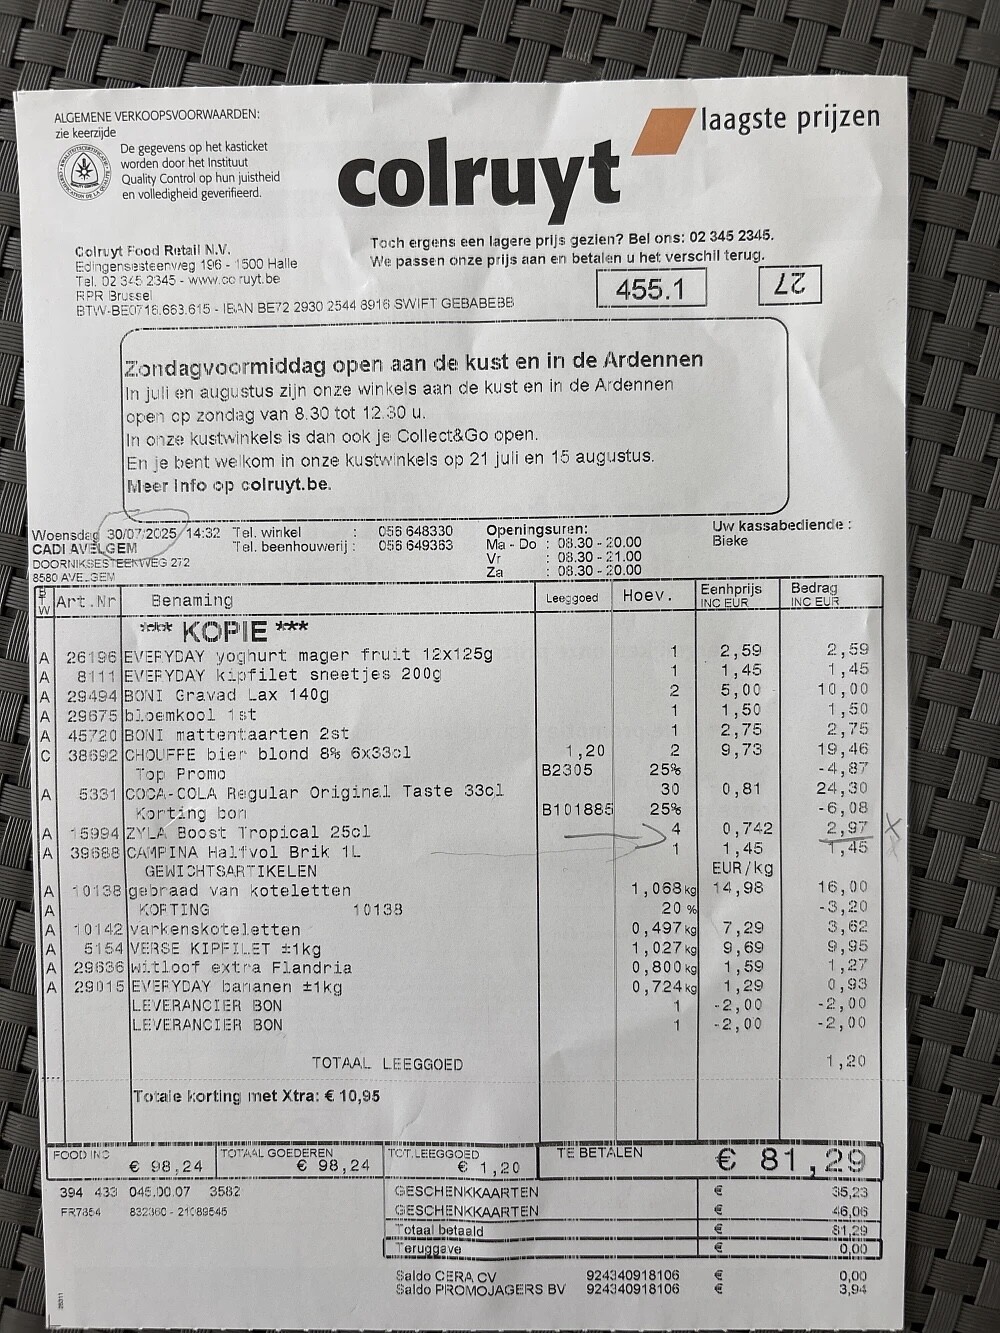 ALGEMENE VERKOOPSVOORWAARDEN:
zie keerzijde
De gegevens op het kasticket
worden door het Instituut
Quality Control op hun juistheid
en volledigheid geverifieerd.
colruyt laagste prijzen
Colruyt Food Retail N.V.
Edingensesteenweg 196 - 1500 Halle
Tel. 02 345 2345 - www.colruyt.be
RPR Brussel
BTW-BE0716.663.615 - IBAN BE72 2930 2544 8916 SWIFT GEBABEBB
Toch ergens een lagere prijs gezien? Bel ons: 02 345 2345.
We passen onze prijs aan en betalen u het verschil terug.
455.1 27
Zondagvoormiddag open aan de kust en in de Ardennen
In juli en augustus zijn onze winkels aan de kust en in de Ardennen
open op zondag van 8.30 tot 12.30 u.
In onze kustwinkels is dan ook je Collect&Go open.
En je bent welkom in onze kustwinkels op 21 juli en 15 augustus.
Meer info op colruyt.be.
Woensdag 30/07/2025 14:32 Tel. winkel : 056 648330
CADI AVELGEM Tel. beenhouwerij : 056 649363
DOORNIKSESTEENWEG 272
8580 AVELGEM
Openingsuren:
Ma - Do : 08.30 - 20.00
Vr : 08.30 - 21.00
Za : 08.30 - 20.00
Uw kassabediende :
Bieke
BTW Art.Nr Benaming Leeggoed Hoev. Eenhprijs INC EUR Bedrag INC EUR
*** KOPIE ***
A 26196 EVERYDAY yoghurt mager fruit 12x125g 1 2,59 2,59
A 8111 EVERYDAY kipfilet sneetjes 200g 1 1,45 1,45
A 29494 BONI Gravad Lax 140g 2 5,00 10,00
A 29675 bloemkool 1st 1 1,50 1,50
A 45720 BONI mattentaarten 2st 1 2,75 2,75
C 38692 CHOUFFE bier blond 8% 6x33cl 1,20 2 9,73 19,46
Top Promo B2305 25% -4,87
A 5331 COCA-COLA Regular Original Taste 33cl 30 0,81 24,30
Korting bon B101885 25% -6,08
A 15994 ZYLA Boost Tropical 25cl 4 0,742 2,97 x
A 39688 CAMPINA Halfvol Brik 1L 1 1,45 1,45
GEWICHTSARTIKELEN EUR/kg
A 10138 gebraad van koteletten 1,068kg 14,98 16,00
A KORTING 10138 20 % -3,20
A 10142 varkenskoteletten 0,497kg 7,29 3,62
A 5154 VERSE KIPFILET ±1kg 1,027kg 9,69 9,95
A 29636 witloof extra Flandria 0,800kg 1,59 1,27
A 29015 EVERYDAY bananen ±1kg 0,724kg 1,29 0,93
LEVERANCIER BON 1 -2,00 -2,00
LEVERANCIER BON 1 -2,00 -2,00
TOTAAL LEEGGOED 1,20
Totale korting met Xtra: € 10,95
FOOD INC € 98,24 TOTAAL GOEDEREN € 98,24 TOT.LEEGGOED € 1,20 TE BETALEN € 81,29
394 433 045.00.07 3582
FR7354 832360 - 21089545
GESCHENKKAARTEN € 35,23
GESCHENKKAARTEN € 46,06
Totaal betaald € 81,29
Teruggave € 0,00
Saldo CERA CV 924340918106 € 0,00
Saldo PROMOJAGERS BV 924340918106 € 3,94